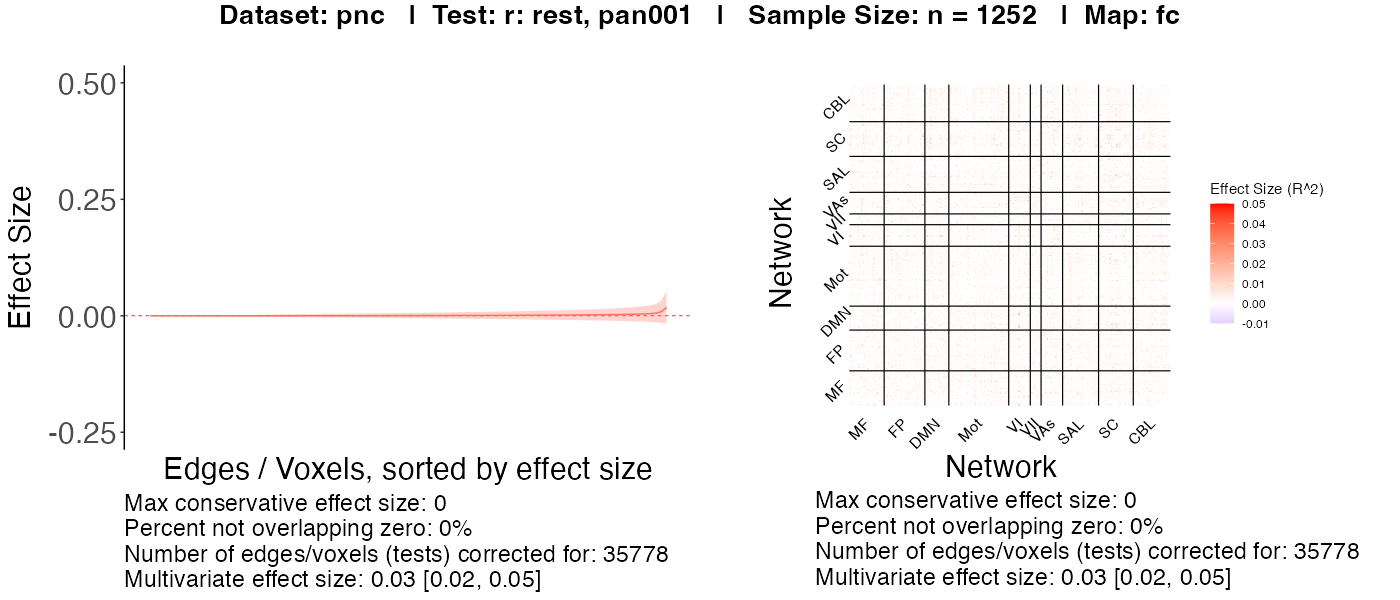 Dataset: pnc | Test: r: rest, pan001 | Sample Size: n = 1252 | Map: fc
Effect Size
0.50
0.25
0.00
-0.25
Edges / Voxels, sorted by effect size
Max conservative effect size: 0
Percent not overlapping zero: 0%
Number of edges/voxels (tests) corrected for: 35778
Multivariate effect size: 0.03 [0.02, 0.05]
Network
CBL
SC
SAL
VAs
VII
VI
Mot
DMN
FP
MF
MF
FP
DMN
Mot
VI
VII
VAs
SAL
SC
CBL
Network
Effect Size (R^2)
0.05
0.04
0.03
0.02
0.01
0.00
-0.01
Max conservative effect size: 0
Percent not overlapping zero: 0%
Number of edges/voxels (tests) corrected for: 35778
Multivariate effect size: 0.03 [0.02, 0.05]